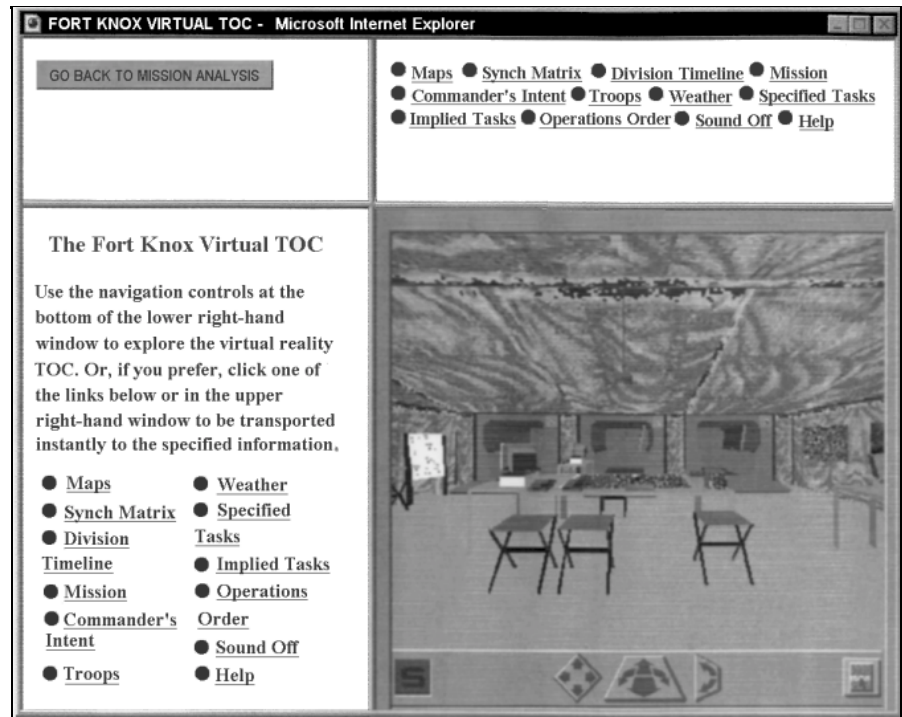 FORT KNOX VIRTUAL TOC - Microsoft Internet Explorer
GO BACK TO MISSION ANALYSIS
Maps Synch Matrix Division Timeline Mission
Commander's Intent Troops Weather Specified Tasks
Implied Tasks Operations Order Sound Off Help
The Fort Knox Virtual TOC
Use the navigation controls at the
bottom of the lower right-hand
window to explore the virtual reality
TOC. Or, if you prefer, click one of
the links below or in the upper
right-hand window to be transported
instantly to the specified information.
Maps
Synch Matrix
Division
Timeline
Mission
Commander's
Intent
Troops
Weather
Specified
Tasks
Implied Tasks
Operations
Order
Sound Off
Help
S